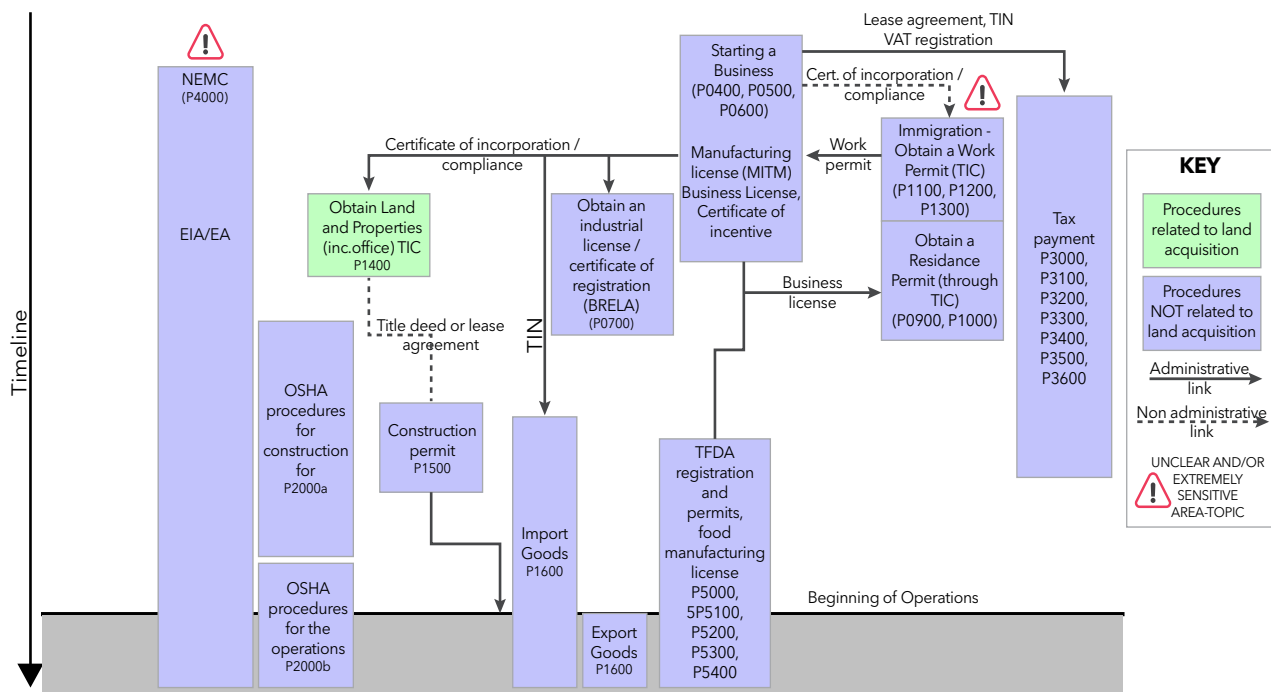 Timeline
NEMC
(P4000)
EIA/EA
OSHA
procedures
for
construction
for
P2000a
OSHA
procedures
for the
operations
P2000b
Certificate of incorporation /
compliance
Obtain Land
and Properties
(inc.office) TIC
P1400
Title deed or lease
agreement
Construction
permit
P1500
TIN
Import
Goods
P1600
Obtain an
industrial
license /
certificate of
registration
(BRELA)
(P0700)
Export
Goods
P1600
Starting a
Business
(P0400, P0500,
P0600)
Manufacturing
license (MITM)
Business License,
Certificate of
incentive
TFDA
registration
and
permits,
food
manufacturing
license
P5000,
5P5100,
P5200,
P5300,
P5400
Lease agreement, TIN
VAT registration
Cert. of incorporation /
compliance
Work
permit
Immigration -
Obtain a Work
Permit (TIC)
(P1100, P1200,
P1300)
Business
license
Obtain a
Residance
Permit (through
TIC)
(P0900, P1000)
Tax
payment
P3000,
P3100,
P3200,
P3300,
P3400,
P3500,
P3600
Beginning of Operations
KEY
Procedures
related to land
acquisition
Procedures
NOT related to
land acquisition
Administrative
link
Non administrative
link
UNCLEAR AND/OR
EXTREMELY
SENSITIVE
AREA-TOPIC